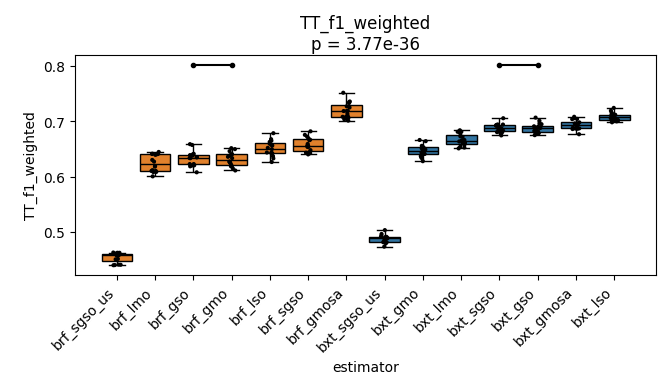 TT_f1_weighted
p = 3.77e-36
TT_f1_weighted
0.8
0.7
0.6
0.5
brf_sgso_us
brf_lmo
brf_gso
brf_gmo
brf_lso
brf_sgso
brf_gmosa
bxt_sgso_us
bxt_gmo
bxt_lmo
bxt_sgso
bxt_gso
bxt_gmosa
bxt_lso
estimator